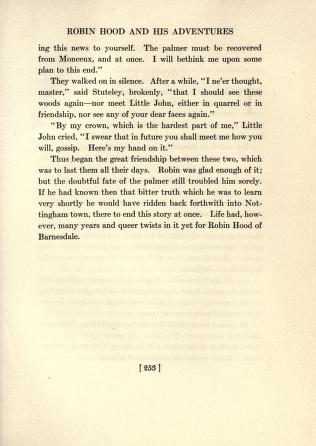 ROBIN HOOD AND HIS ADVENTURES
ing this news to yourself. The palmer must be recovered
from Monceux, and at once. I will bethink me upon some
plan to this end."
They walked on in silence. After a while, "I ne'er thought,
master," said Stuteley, brokenly, "that I should see these
woods again—nor meet Little John, either in quarrel or in
friendship, nor see any of your dear faces again."
"By my crown, which is the hardest part of me," Little
John cried, "I swear that in future you shall meet me how you
will, gossip. Here's my hand on it."
Thus began the great friendship between these two, which
was to last them all their days. Robin was glad enough of it;
but the doubtful fate of the palmer still troubled him sorely.
If he had known then that bitter truth which he was to learn
very shortly he would have ridden back forthwith into Not-
tingham town, there to end this story at once. Life had, how-
ever, many years and queer twists in it yet for Robin Hood of
Barnesdale.
[ 253 ]